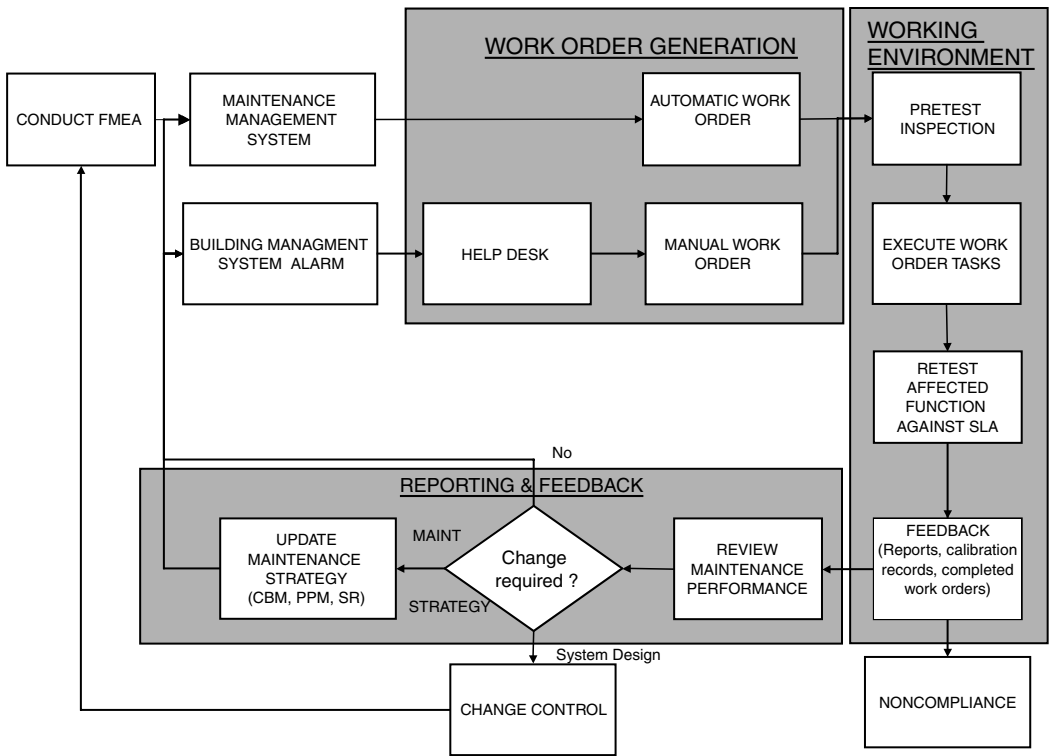 WORK ORDER GENERATION
WORKING
ENVIRONMENT
CONDUCT FMEA
MAINTENANCE
MANAGEMENT
SYSTEM
AUTOMATIC WORK
ORDER
PRETEST
INSPECTION
BUILDING MANAGMENT
SYSTEM ALARM
HELP DESK
MANUAL WORK
ORDER
EXECUTE WORK
ORDER TASKS
RETEST
AFFECTED
FUNCTION
AGAINST SLA
No
REPORTING & FEEDBACK
UPDATE
MAINTENANCE
STRATEGY
(CBM, PPM, SR)
MAINT
STRATEGY
Change
required ?
REVIEW
MAINTENANCE
PERFORMANCE
FEEDBACK
(Reports, calibration
records, completed
work orders)
System Design
CHANGE CONTROL
NONCOMPLIANCE